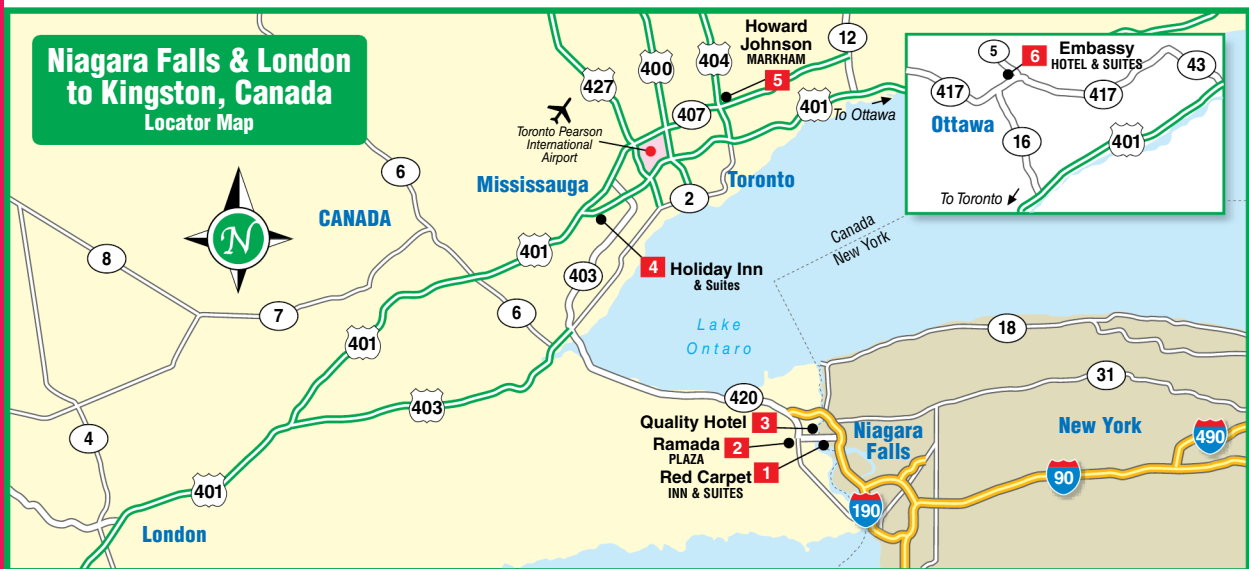 Niagara Falls & London
to Kingston, Canada
Locator Map
N
Howard
Johnson
MARKHAM
5
12
404
400
401
427
407
401
To Ottawa
Toronto Pearson
International
Airport
Mississauga
Toronto
2
6
CANADA
8
7
401
403
4 Holiday Inn
& Suites
6
401
403
4
401
London
Canada
New York
Lake
Ontaro
18
31
420
Quality Hotel 3
Ramada 2
PLAZA
Red Carpet 1
INN & SUITES
Niagara
Falls
New York
490
90
190
5
6 Embassy
HOTEL & SUITES
43
417
417
Ottawa
16
401
To Toronto